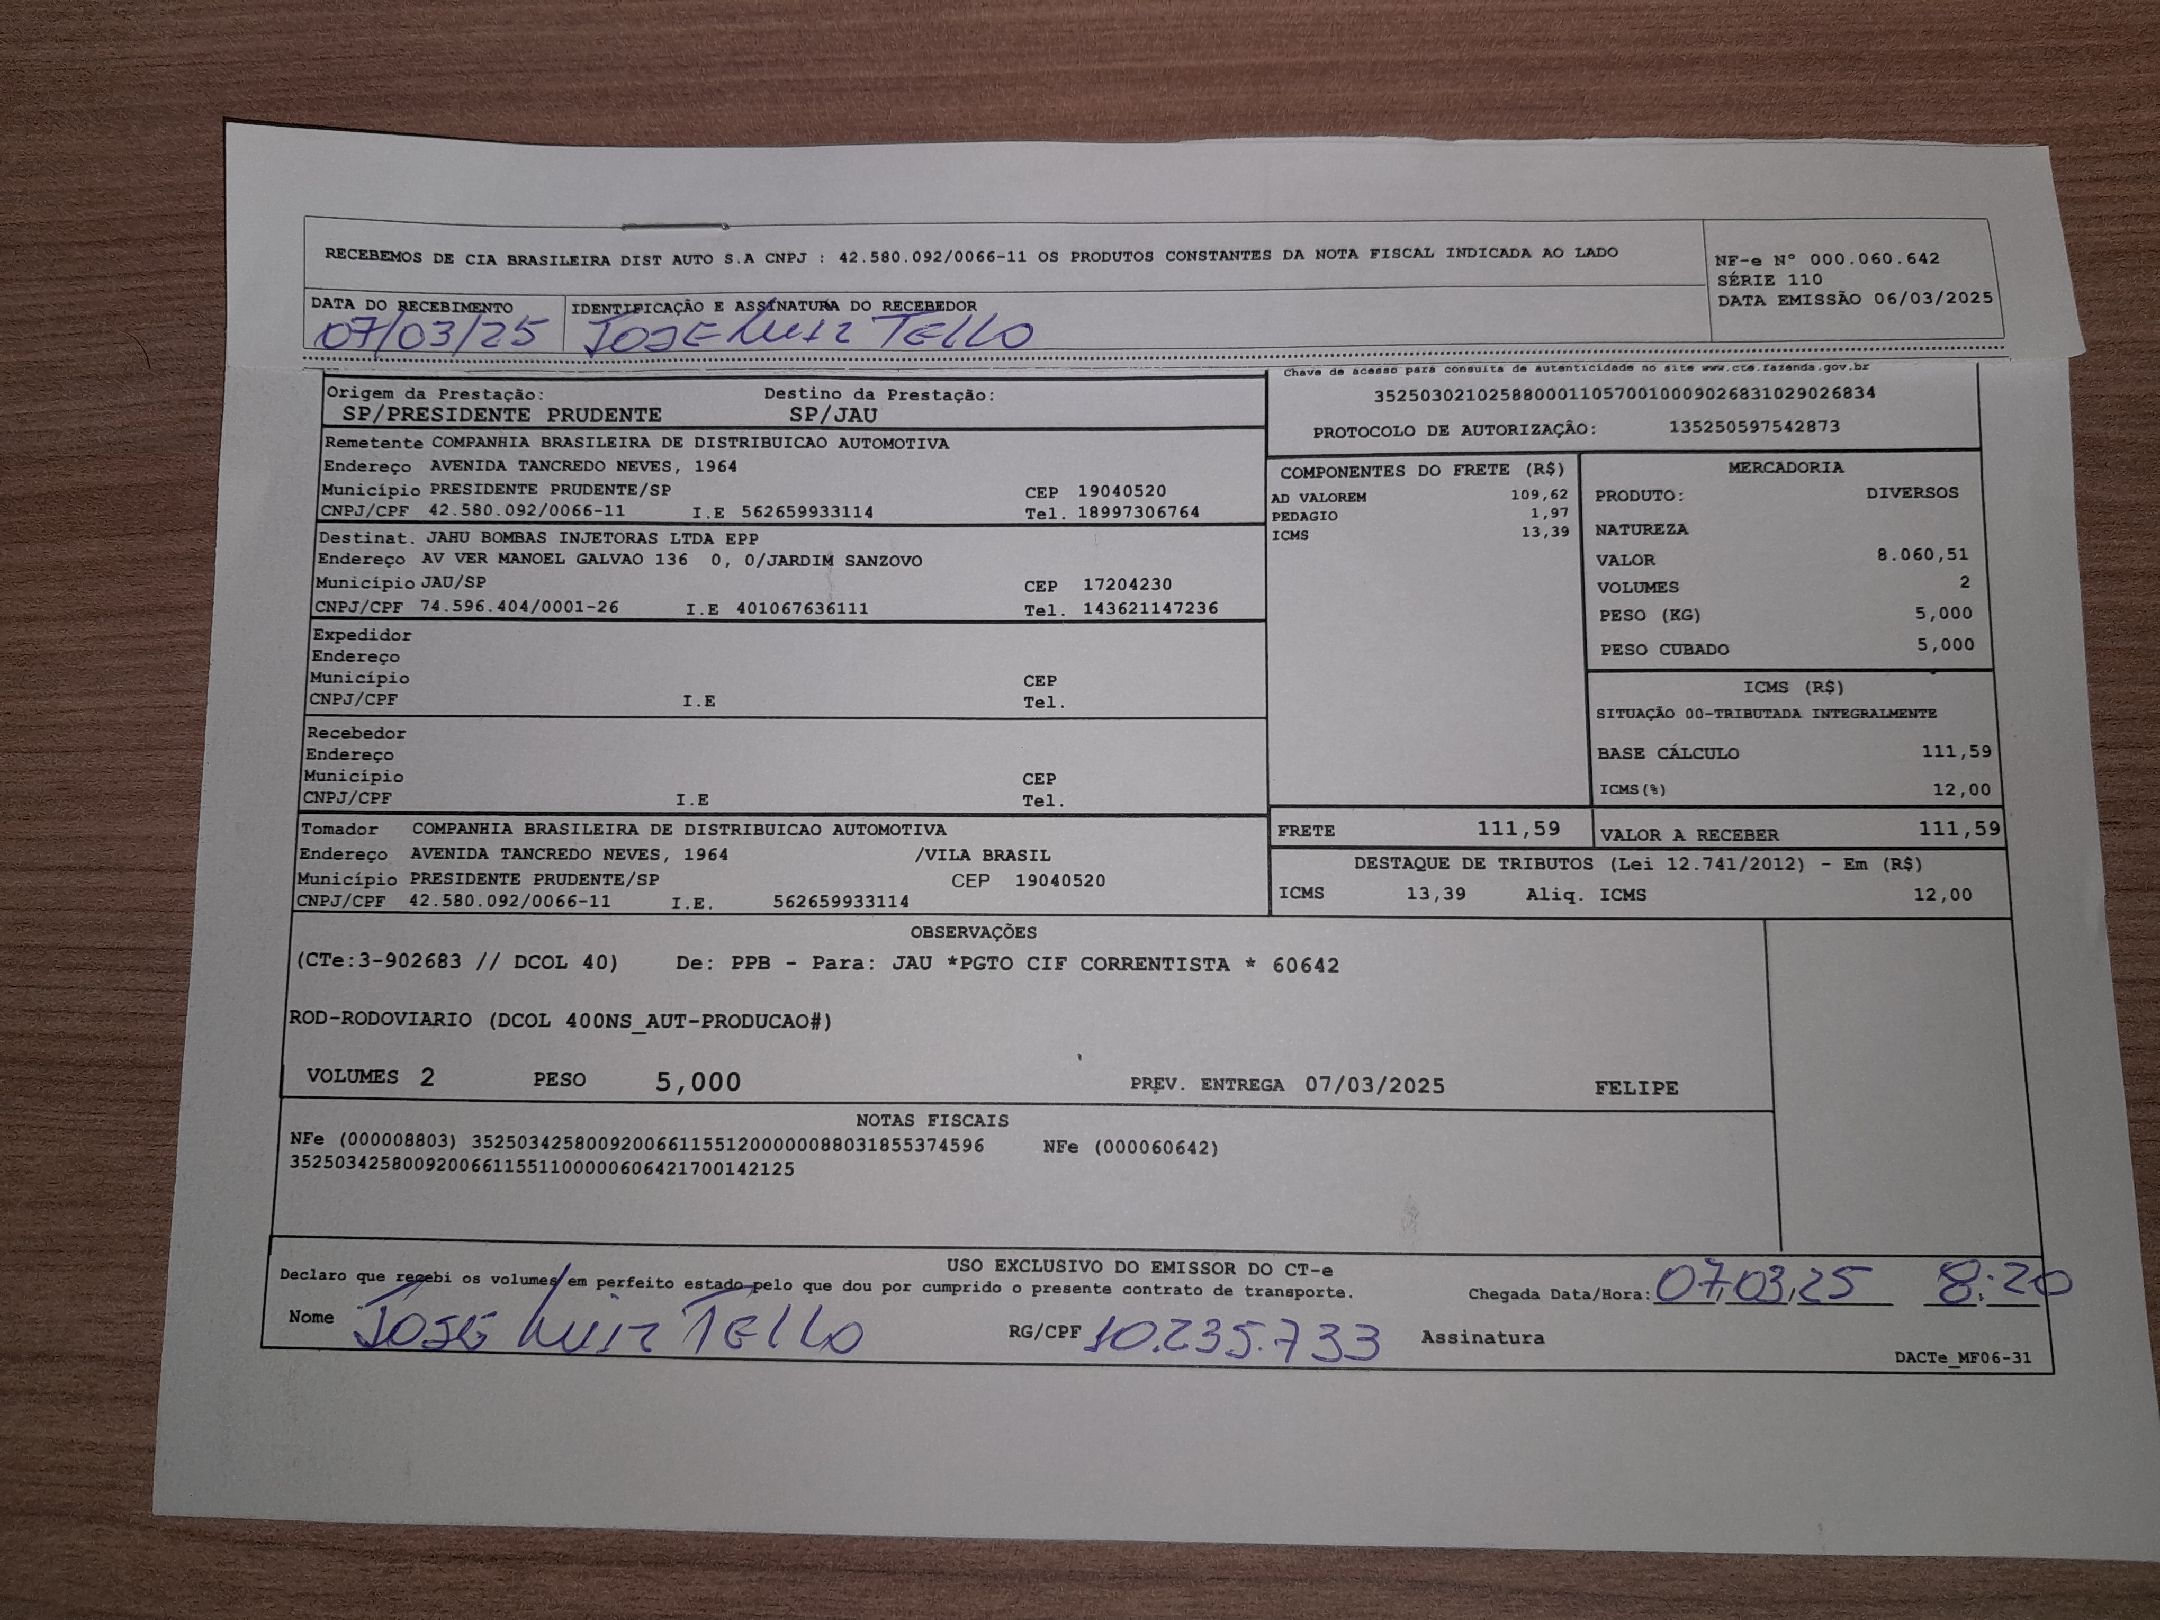 RECEBEMOS DE CIA BRASILEIRA DIST AUTO S.A CNPJ : 42.580.092/0066-11 OS PRODUTOS CONSTANTES DA NOTA FISCAL INDICADA AO LADO
NF-e Nº 000.060.642
SÉRIE 110
DATA EMISSÃO 06/03/2025
DATA DO RECEBIMENTO
07/03/25
IDENTIFICAÇÃO E ASSINATURA DO RECEBEDOR
JOSE LUIZ TELLO
Origem da Prestação: Destino da Prestação:
SP/PRESIDENTE PRUDENTE SP/JAU
Chave de acesso para consulta de autenticidade no site www.cte.fazenda.gov.br
35250302102588000110570010009026831029026834
PROTOCOLO DE AUTORIZAÇÃO: 135250597542873
Remetente COMPANHIA BRASILEIRA DE DISTRIBUICAO AUTOMOTIVA
Endereço AVENIDA TANCREDO NEVES, 1964
Município PRESIDENTE PRUDENTE/SP CEP 19040520
CNPJ/CPF 42.580.092/0066-11 I.E 562659933114 Tel. 18997306764
Destinat. JAHU BOMBAS INJETORAS LTDA EPP
Endereço AV VER MANOEL GALVAO 136 0, 0/JARDIM SANZOVO
Município JAU/SP CEP 17204230
CNPJ/CPF 74.596.404/0001-26 I.E 401067636111 Tel. 143621147236
Expedidor
Endereço
Município CEP
CNPJ/CPF I.E Tel.
Recebedor
Endereço
Município CEP
CNPJ/CPF I.E Tel.
Tomador COMPANHIA BRASILEIRA DE DISTRIBUICAO AUTOMOTIVA
Endereço AVENIDA TANCREDO NEVES, 1964 /VILA BRASIL
Município PRESIDENTE PRUDENTE/SP CEP 19040520
CNPJ/CPF 42.580.092/0066-11 I.E. 562659933114
COMPONENTES DO FRETE (R$)
AD VALOREM 109,62
PEDAGIO 1,97
ICMS 13,39
MERCADORIA
PRODUTO: DIVERSOS
NATUREZA
VALOR 8.060,51
VOLUMES 2
PESO (KG) 5,000
PESO CUBADO 5,000
ICMS (R$)
SITUAÇÃO 00-TRIBUTADA INTEGRALMENTE
BASE CÁLCULO 111,59
ICMS(%) 12,00
FRETE 111,59 VALOR A RECEBER 111,59
DESTAQUE DE TRIBUTOS (Lei 12.741/2012) - Em (R$)
ICMS 13,39 Aliq. ICMS 12,00
OBSERVAÇÕES
(CTe:3-902683 // DCOL 40) De: PPB - Para: JAU *PGTO CIF CORRENTISTA * 60642
ROD-RODOVIARIO (DCOL 400NS_AUT-PRODUCAO#)
VOLUMES 2 PESO 5,000 PREV. ENTREGA 07/03/2025 FELIPE
NOTAS FISCAIS
NFe (000008803) 35250342580092006611551200000088031855374596 NFe (000060642)
35250342580092006611551100000606421700142125
USO EXCLUSIVO DO EMISSOR DO CT-e
Declaro que recebi os volumes em perfeito estado pelo que dou por cumprido o presente contrato de transporte.
Chegada Data/Hora: 07,03,25 8:20
Nome JOSE LUIZ TELLO RG/CPF 10.235.733 Assinatura
DACTe_MF06-31